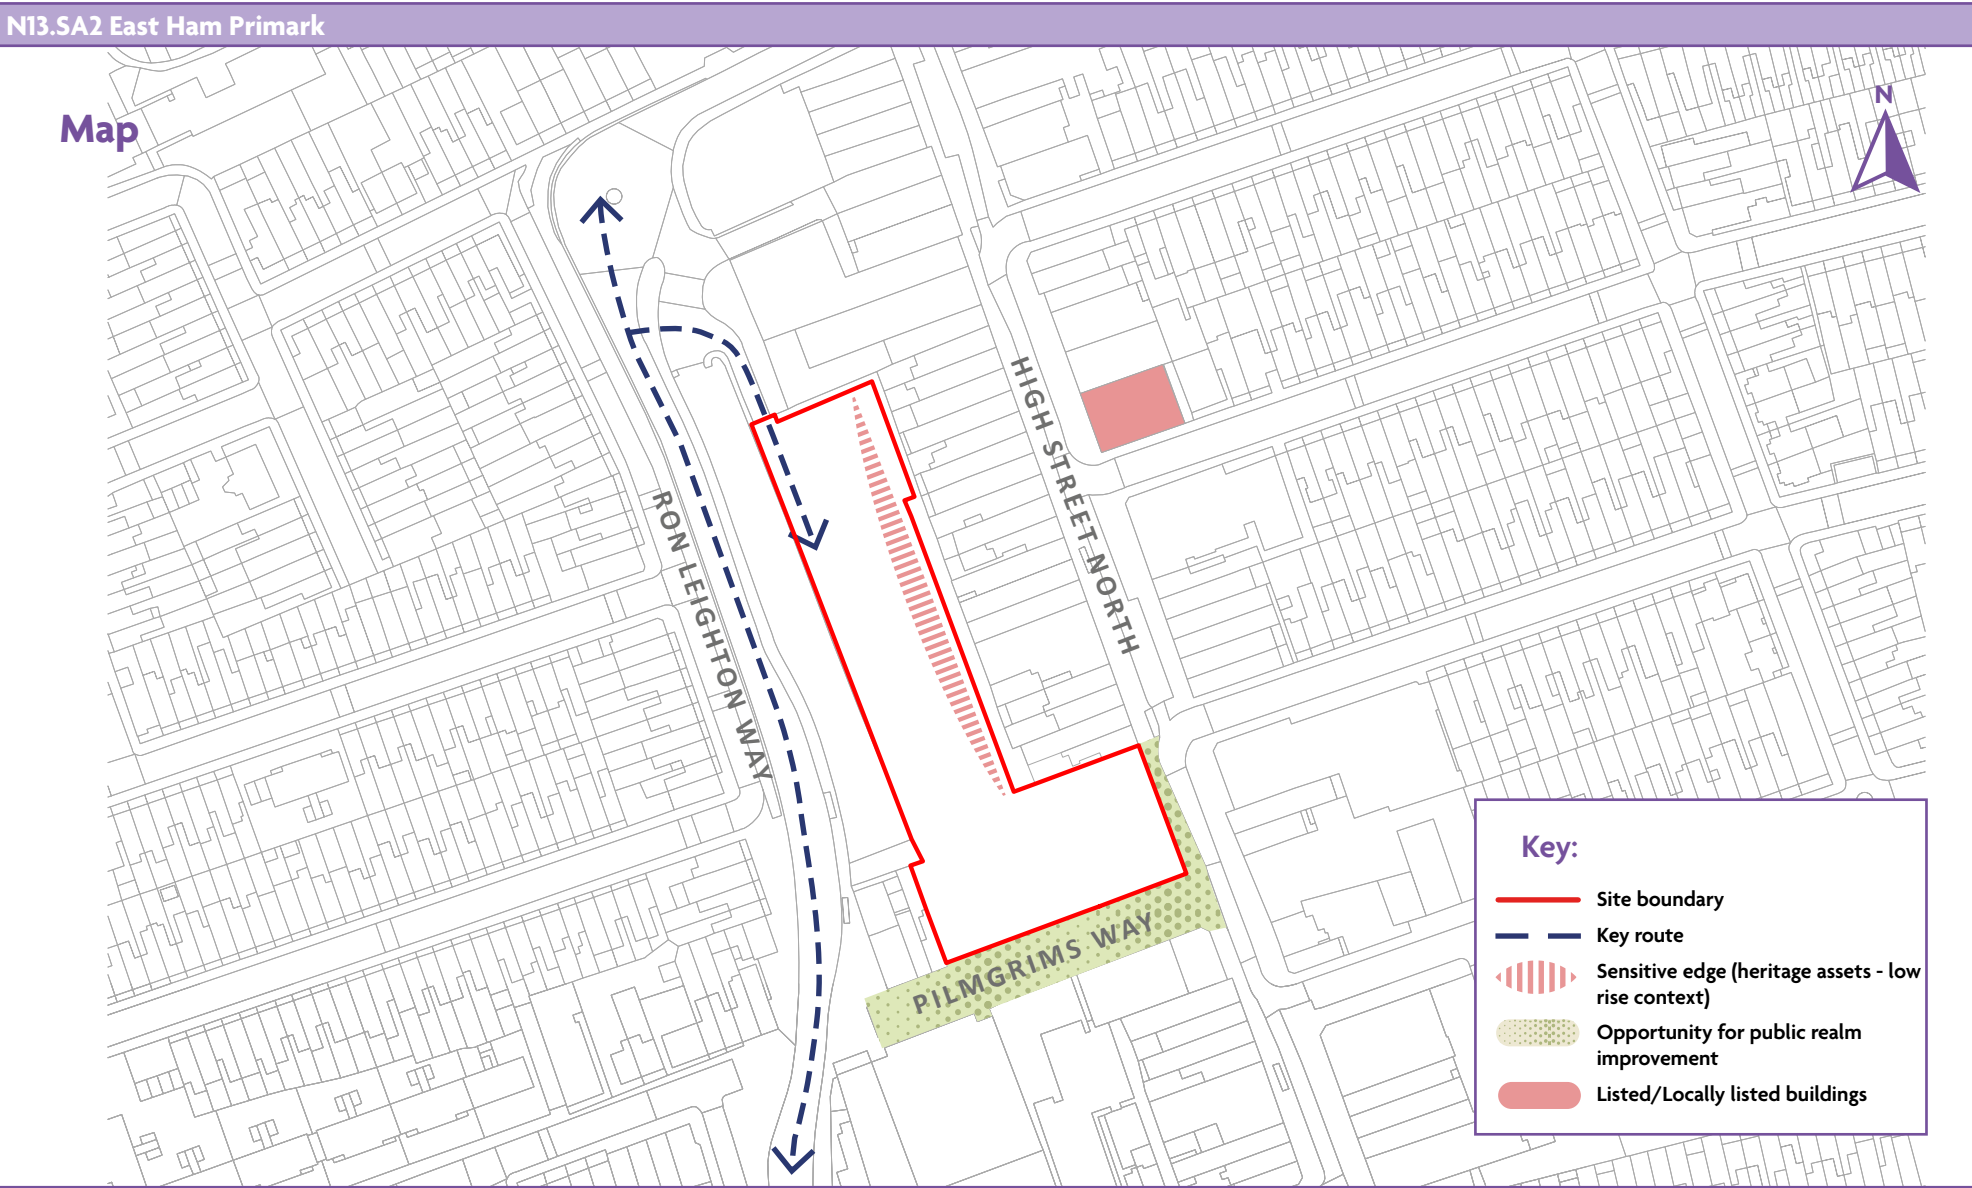 N13.SA2 East Ham Primark
Map
N
HIGH STREET NORTH
RON LEIGHTON WAY
PILMGRIMS WAY
Key:
Site boundary
Key route
Sensitive edge (heritage assets - low
rise context)
Opportunity for public realm
improvement
Listed/Locally listed buildings